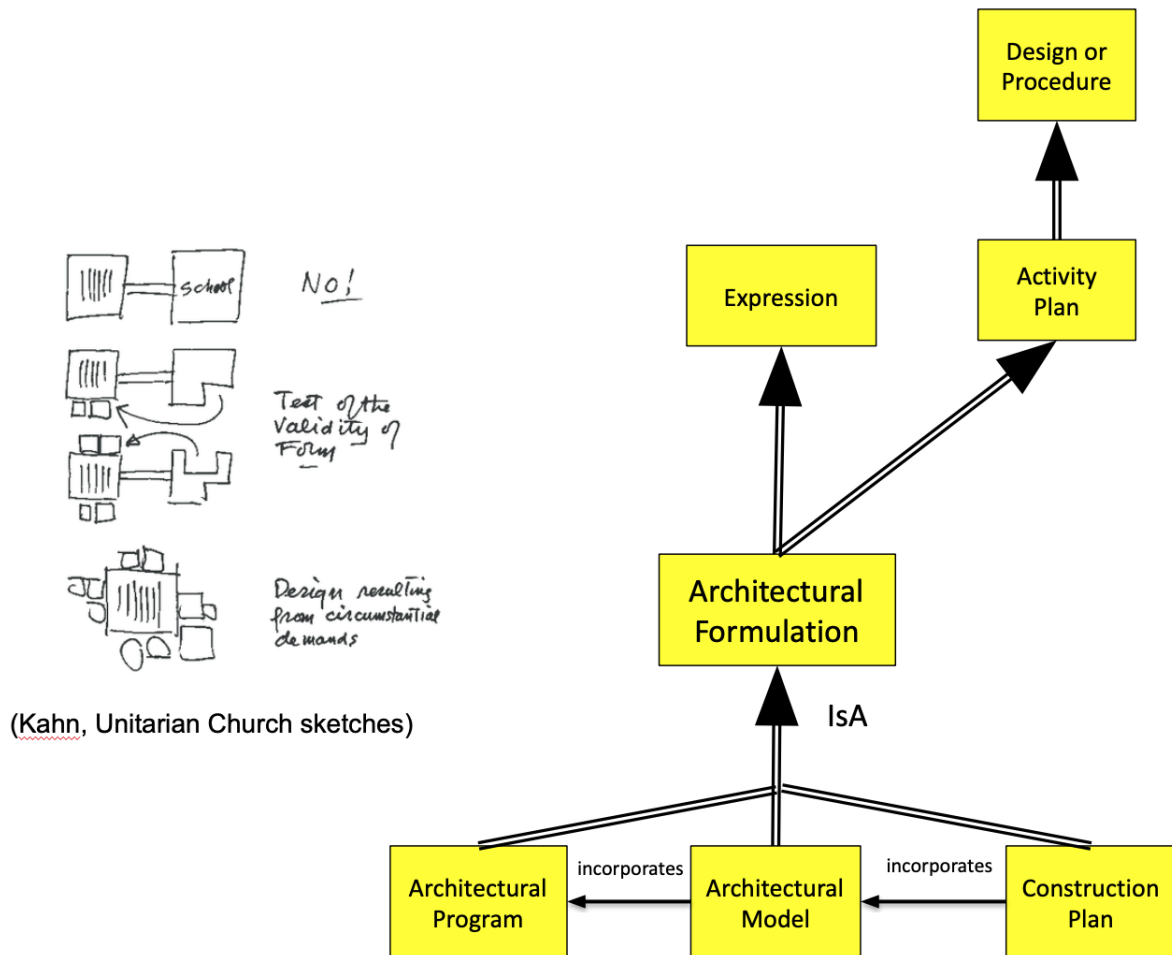 school
No!
Test of the
Validity of
Form
Design resulting
from circumstantial
demands
(Kahn, Unitarian Church sketches)
Design or
Procedure
Expression
Activity
Plan
Architectural
Formulation
IsA
incorporates
incorporates
Architectural
Program
Architectural
Model
Construction
Plan